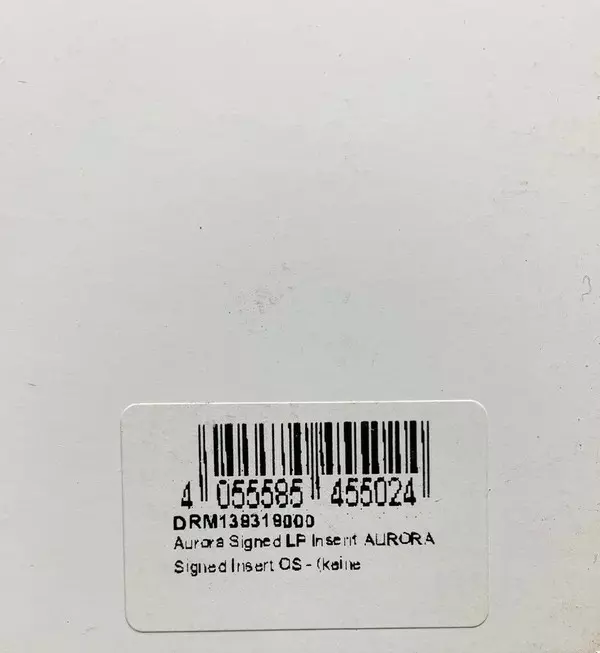 4 055585 455024
DRM139319000
Aurora Signed LP Insert AURORA
Signed Insert OS - (keine